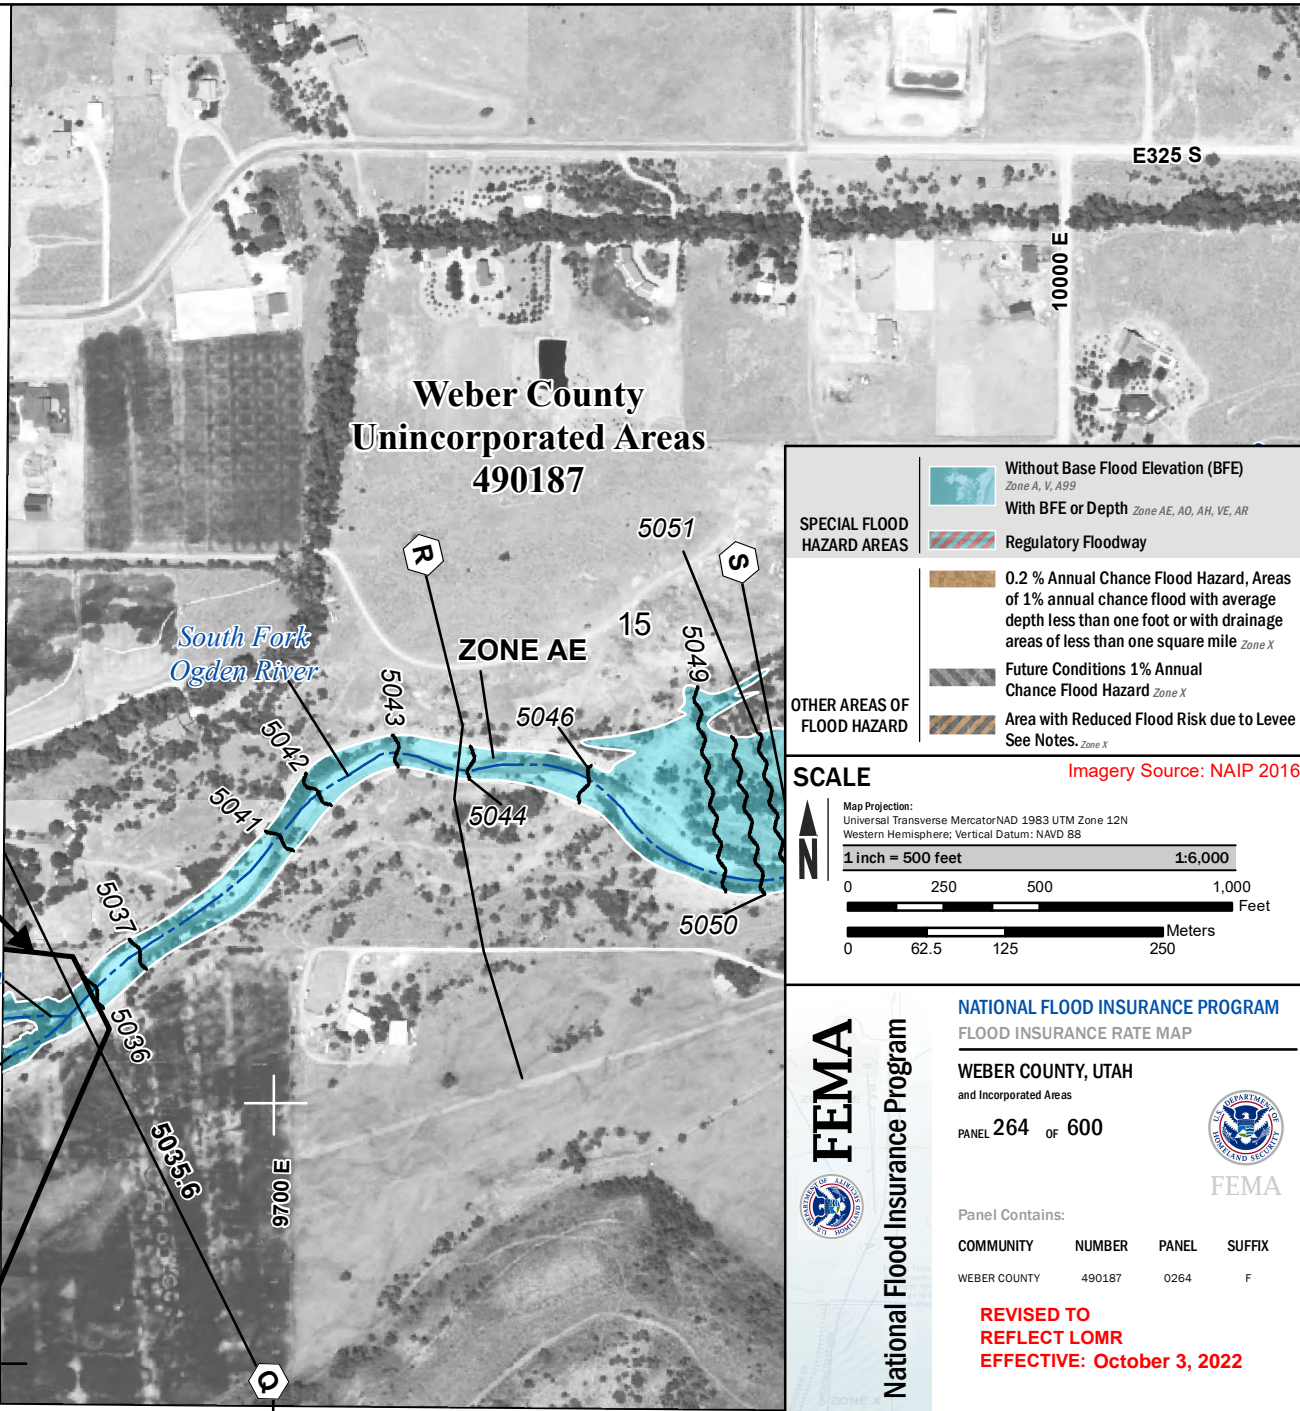 E325 S
10000 E
Weber County
Unincorporated Areas
490187
R
5051
S
15
South Fork
Ogden River
ZONE AE
5049
5043
5046
5042
5041
5044
5037
5050
5036
5035.6
9700 E
Q
SPECIAL FLOOD
HAZARD AREAS
Without Base Flood Elevation (BFE)
Zone A, V, A99
With BFE or Depth Zone AE, AO, AH, VE, AR
Regulatory Floodway
OTHER AREAS OF
FLOOD HAZARD
0.2 % Annual Chance Flood Hazard, Areas
of 1% annual chance flood with average
depth less than one foot or with drainage
areas of less than one square mile Zone X
Future Conditions 1% Annual
Chance Flood Hazard Zone X
Area with Reduced Flood Risk due to Levee
See Notes. Zone X
SCALE
Imagery Source: NAIP 2016
N
Map Projection:
Universal Transverse MercatorNAD 1983 UTM Zone 12N
Western Hemisphere; Vertical Datum: NAVD 88
1 inch = 500 feet 1:6,000
0 250 500 1,000
Feet
Meters
0 62.5 125 250
FEMA
National Flood Insurance Program
NATIONAL FLOOD INSURANCE PROGRAM
FLOOD INSURANCE RATE MAP
WEBER COUNTY, UTAH
and Incorporated Areas
PANEL 264 OF 600
U.S. DEPARTMENT OF
HOMELAND SECURITY
FEMA
Panel Contains:
COMMUNITY NUMBER PANEL SUFFIX
WEBER COUNTY 490187 0264 F
REVISED TO
REFLECT LOMR
EFFECTIVE: October 3, 2022
ZONE X